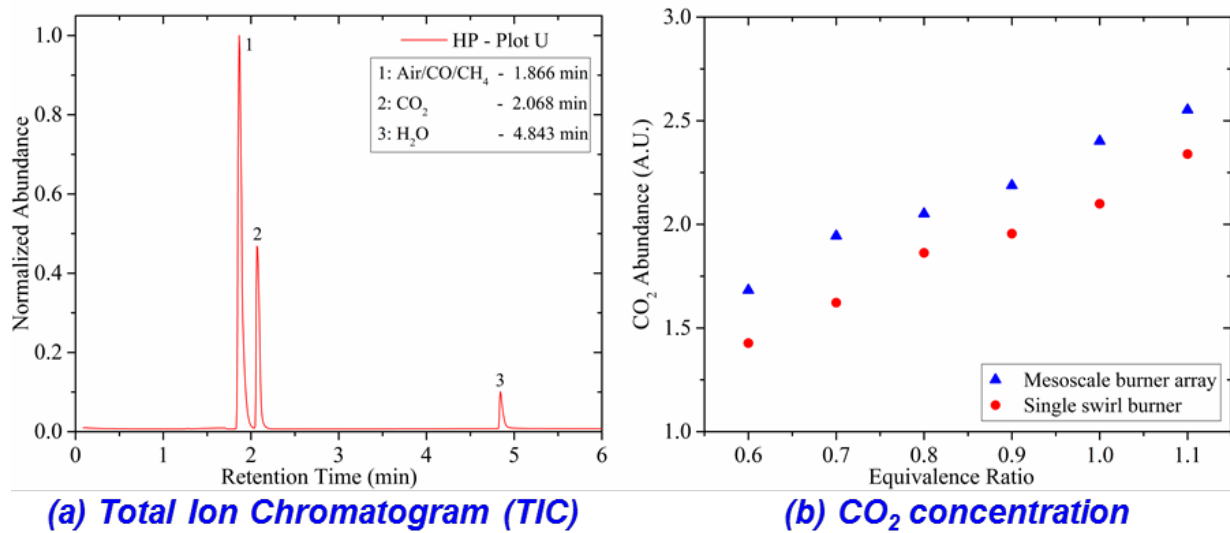 HP - Plot U
1: Air/CO/CH₄ - 1.866 min
2: CO₂ - 2.068 min
3: H₂O - 4.843 min
1
2
3
Normalized Abundance
1.0
0.8
0.6
0.4
0.2
0.0
0 1 2 3 4 5 6
Retention Time (min)
(a) Total Ion Chromatogram (TIC)
CO₂ Abundance (A.U.)
3.0
2.5
2.0
1.5
1.0
Mesoscale burner array
Single swirl burner
0.6 0.7 0.8 0.9 1.0 1.1
Equivalence Ratio
(b) CO₂ concentration